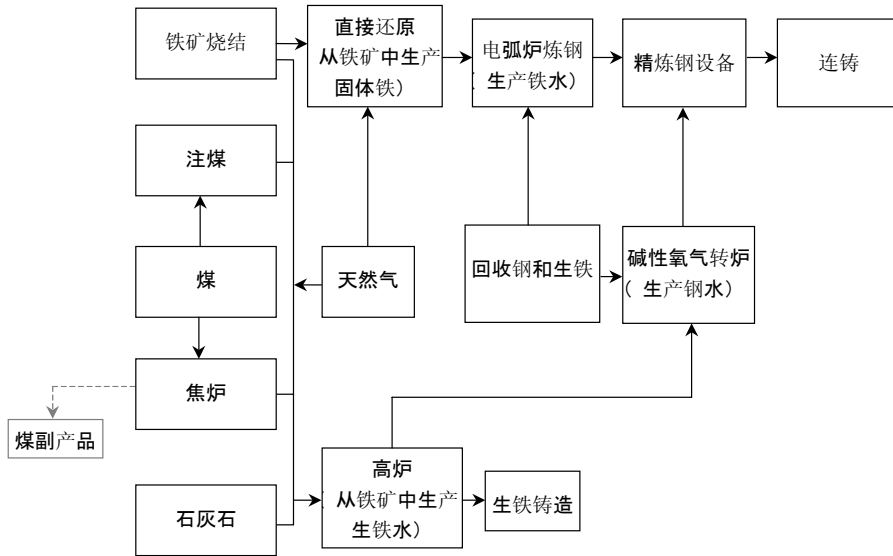 铁矿烧结
直接还原
从铁矿中生产
固体铁）
电弧炉炼钢
（ 生产铁水）
精炼钢设备
连铸
注煤
煤
天然气
回收钢和生铁
碱性氧气转炉
（ 生产钢水）
焦炉
煤副产品
高炉
（从铁矿中生产
生铁水）
生铁铸造
石灰石